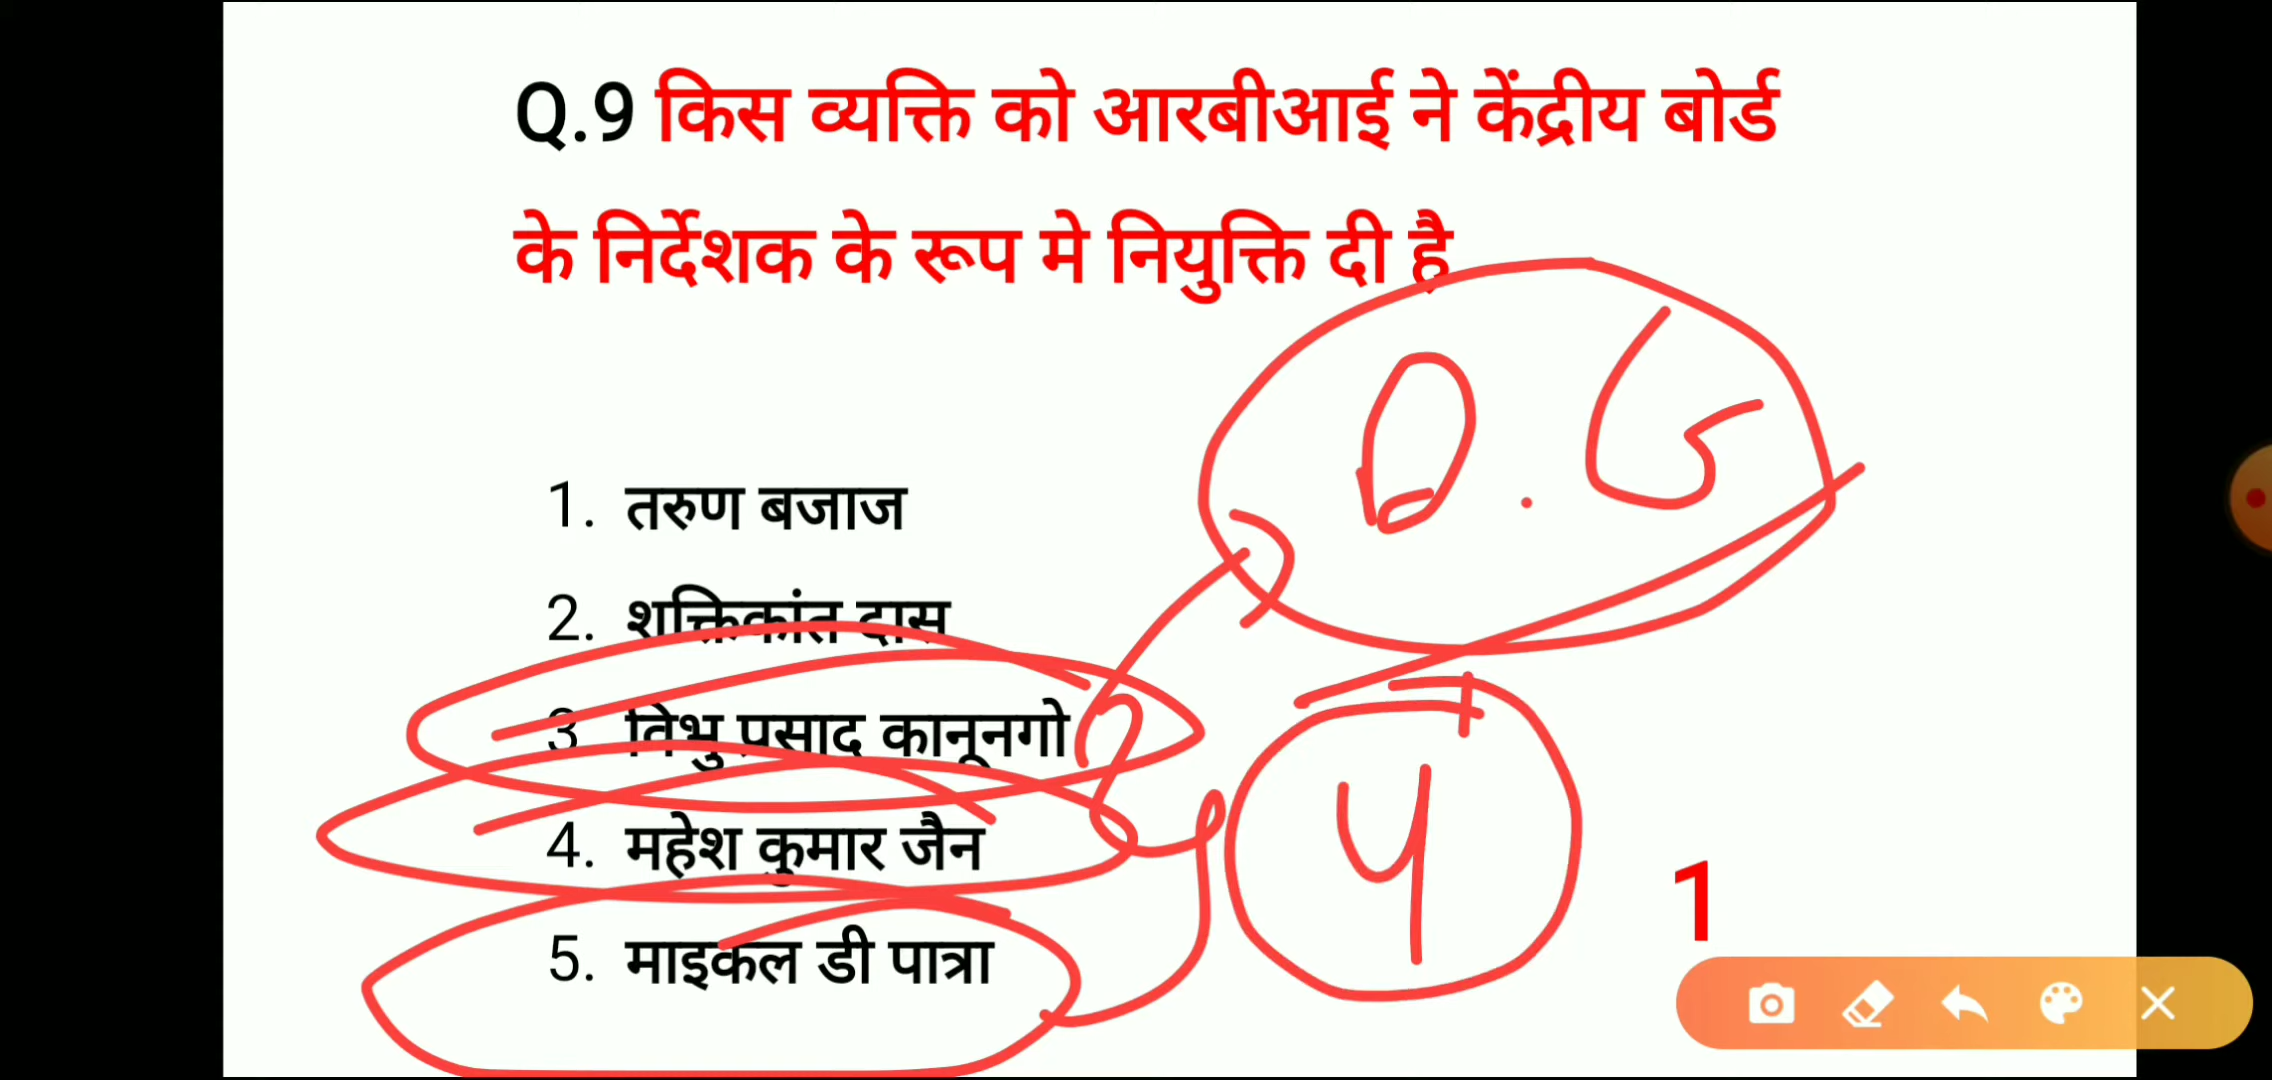 Q.9 किस व्यक्ति को आरबीआई ने केंद्रीय बोर्ड
के निर्देशक के रूप मे नियुक्ति दी है
D.G
1. तरुण बजाज
2. शक्तिकांत दास
3 विभु प्रसाद कानूनगो
4. महेश कुमार जैन
4
5. माइकल डी पात्रा
1